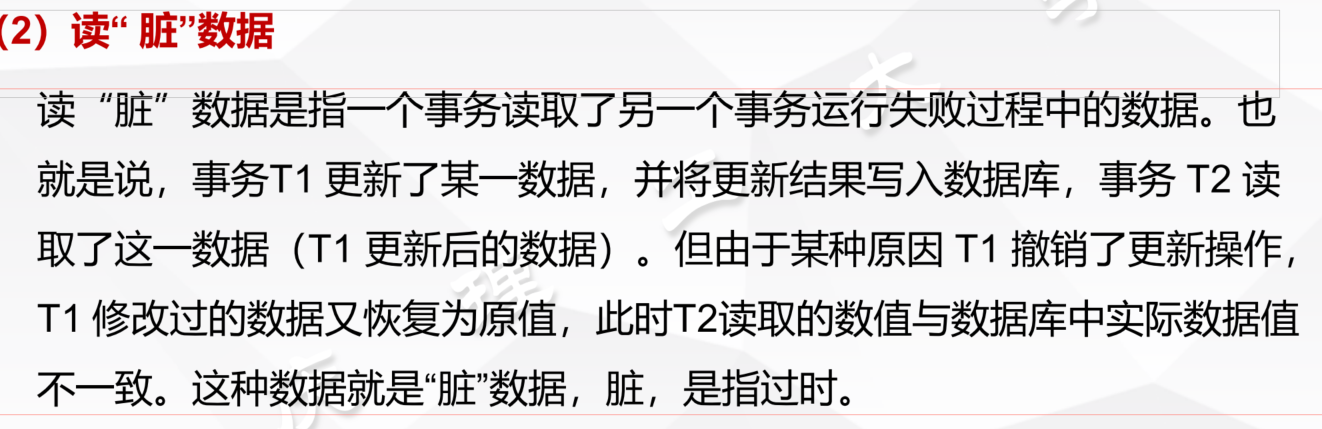 (2) 读“ 脏”数据
读“脏”数据是指一个事务读取了另一个事务运行失败过程中的数据。也
就是说，事务T1 更新了某一数据，并将更新结果写入数据库，事务 T2 读
取了这一数据（T1 更新后的数据）。但由于某种原因 T1 撤销了更新操作，
T1 修改过的数据又恢复为原值，此时T2读取的数值与数据库中实际数据值
不一致。这种数据就是“脏”数据，脏，是指过时。